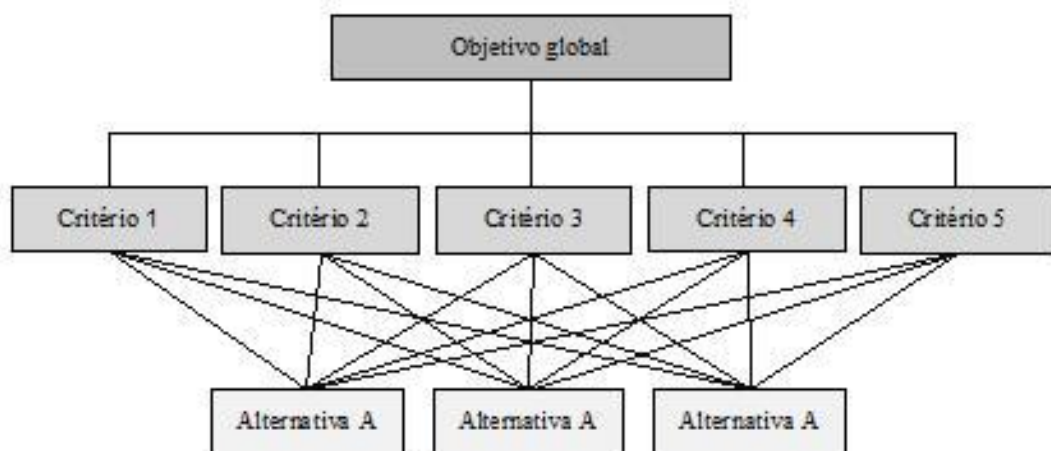 Objetivo global
Critério 1
Critério 2
Critério 3
Critério 4
Critério 5
Alternativa A
Alternativa A
Alternativa A